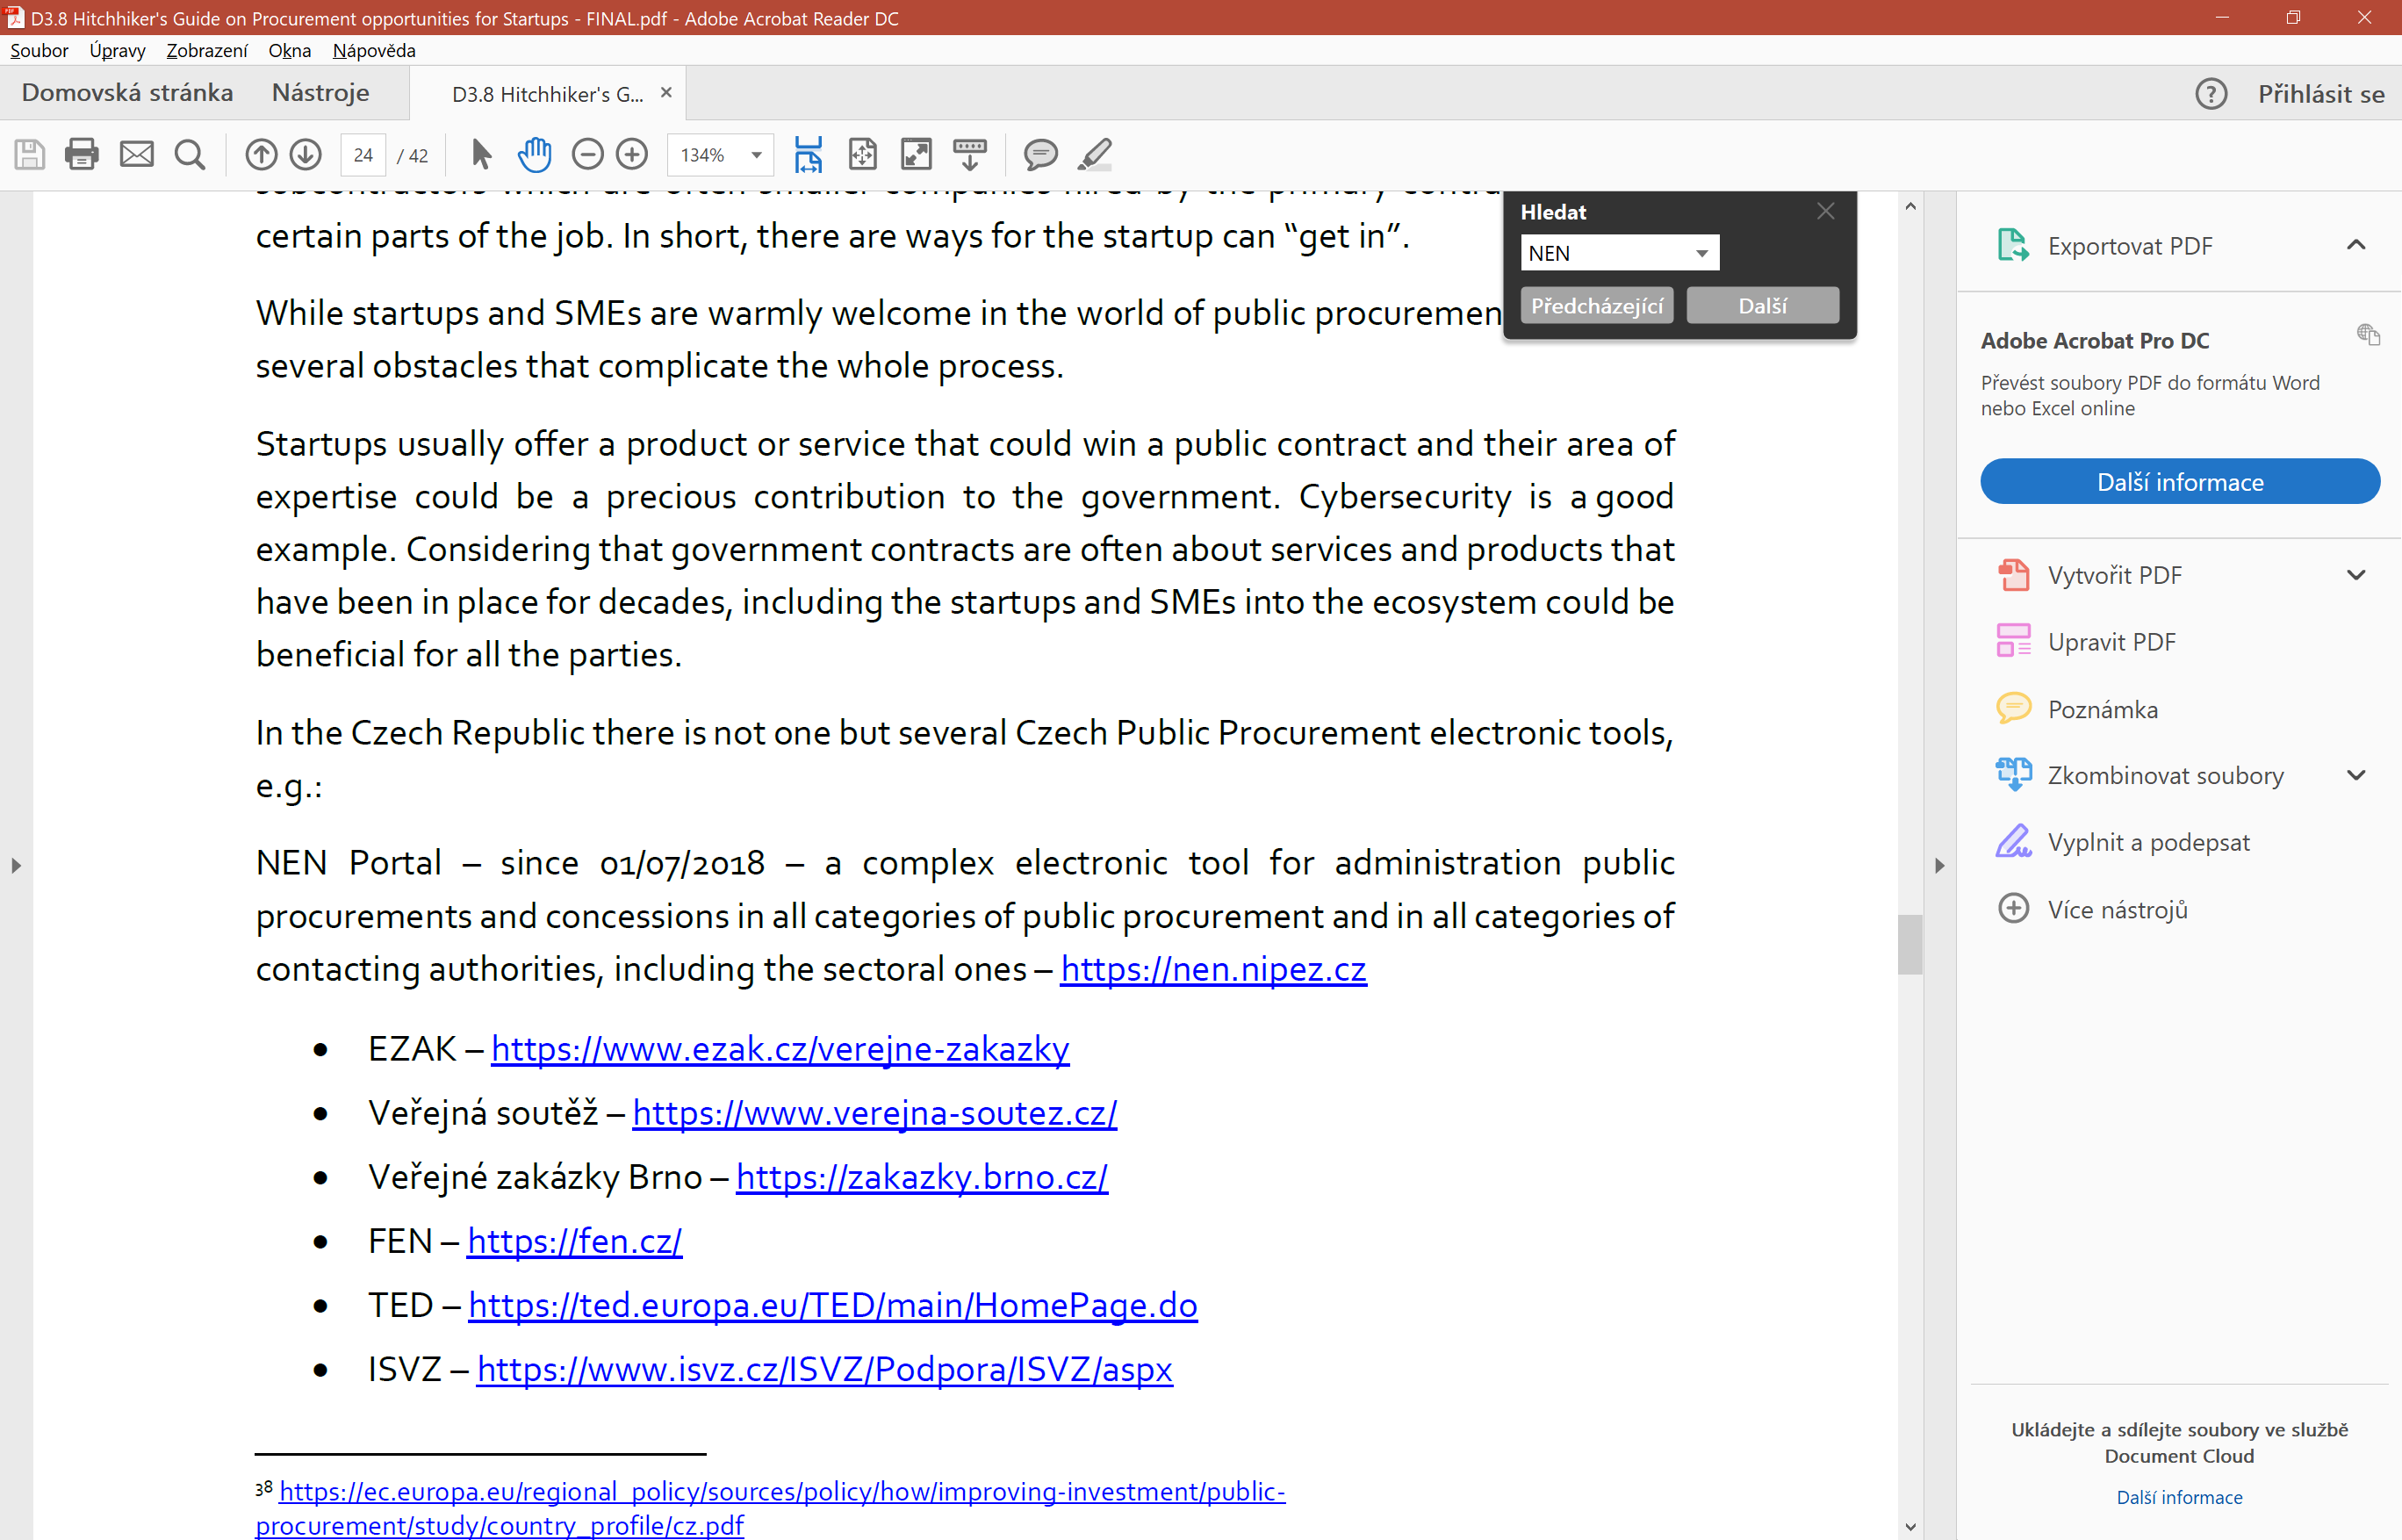 D3.8 Hitchhiker's Guide on Procurement opportunities for Startups - FINAL.pdf - Adobe Acrobat Reader DC
Soubor Úpravy Zobrazení Okna Nápověda
Domovská stránka Nástroje D3.8 Hitchhiker's G... × ? Přihlásit se
24 / 42 134%
subcontractors which are often smaller companies hired by the primary
certain parts of the job. In short, there are ways for the startup can “get in”.
While startups and SMEs are warmly welcome in the world of public procuremen
several obstacles that complicate the whole process.
Startups usually offer a product or service that could win a public contract and their area of
expertise could be a precious contribution to the government. Cybersecurity is a good
example. Considering that government contracts are often about services and products that
have been in place for decades, including the startups and SMEs into the ecosystem could be
beneficial for all the parties.
In the Czech Republic there is not one but several Czech Public Procurement electronic tools,
e.g.:
NEN Portal – since 01/07/2018 – a complex electronic tool for administration public
procurements and concessions in all categories of public procurement and in all categories of
contacting authorities, including the sectoral ones – https://nen.nipez.cz
● EZAK – https://www.ezak.cz/verejne-zakazky
● Veřejná soutěž – https://www.verejna-soutez.cz/
● Veřejné zakázky Brno – https://zakazky.brno.cz/
● FEN – https://fen.cz/
● TED – https://ted.europa.eu/TED/main/HomePage.do
● ISVZ – https://www.isvz.cz/ISVZ/Podpora/ISVZ/aspx
38 https://ec.europa.eu/regional_policy/sources/policy/how/improving-investment/public-
procurement/study/country_profile/cz.pdf
Hledat
NEN
Předcházející Další
Exportovat PDF
Adobe Acrobat Pro DC
Převést soubory PDF do formátu Word
nebo Excel online
Další informace
Vytvořit PDF
Upravit PDF
Poznámka
Zkombinovat soubory
Vyplnit a podepsat
Více nástrojů
Ukládejte a sdílejte soubory ve službě
Document Cloud
Další informace